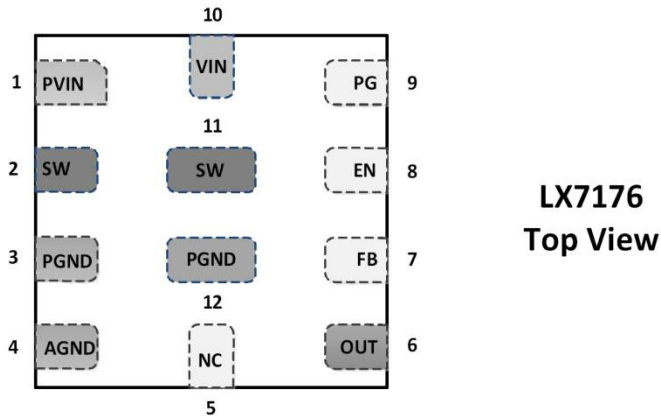 10
1 PVIN VIN PG 9
11
2 SW SW EN 8
3 PGND PGND FB 7
12
4 AGND NC OUT 6
5
LX7176
Top View